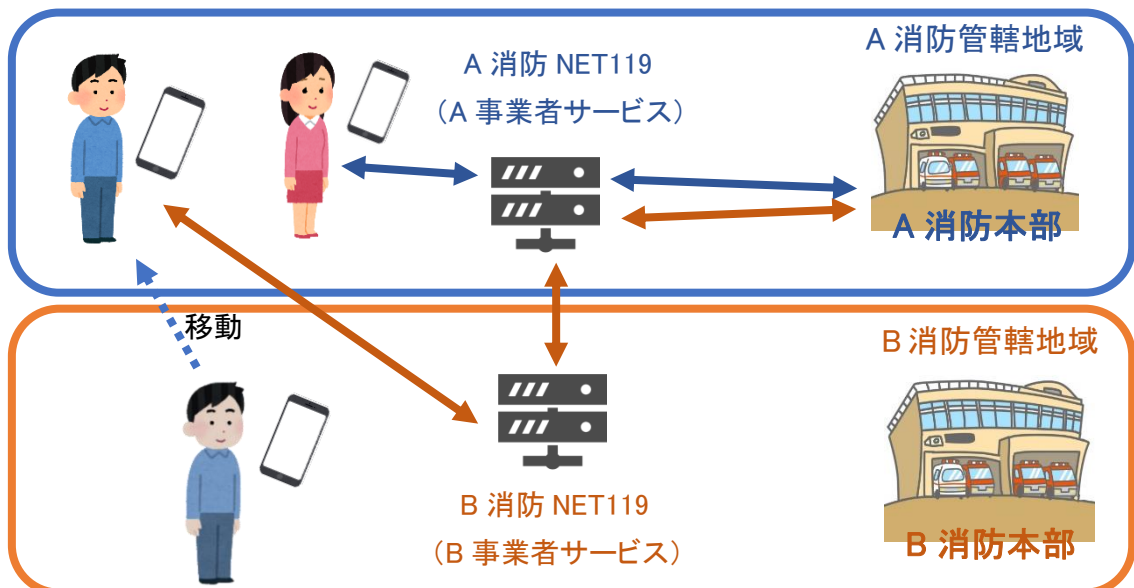 A 消防管轄地域
A 消防 NET119
（A 事業者サービス）
A 消防本部
移動
B 消防管轄地域
B 消防 NET119
（B 事業者サービス）
B 消防本部